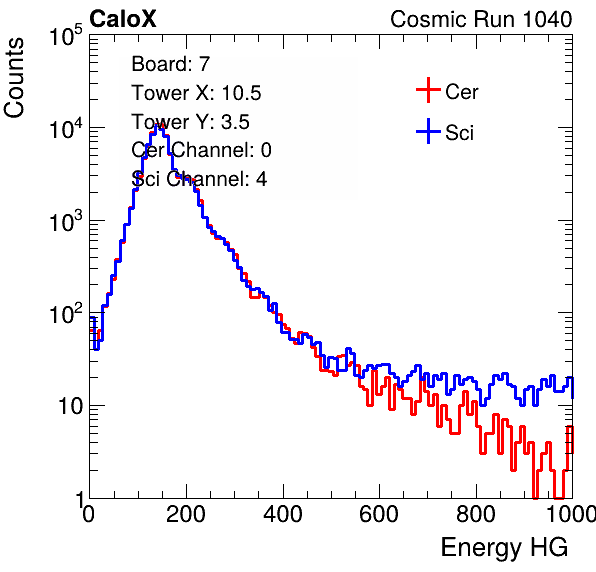 CaloX Cosmic Run 1040
Counts
10^5
10^4
10^3
10^2
10
1
Board: 7
Tower X: 10.5
Tower Y: 3.5
Cer Channel: 0
Sci Channel: 4
Cer
Sci
0 200 400 600 800 1000
Energy HG